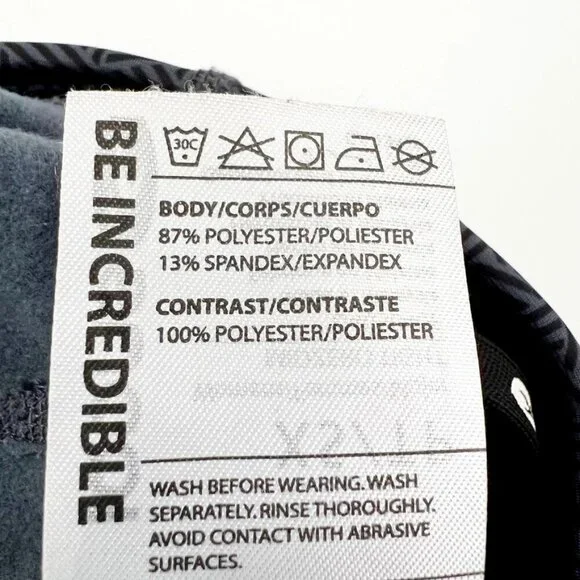 BE INCREDIBLE
30C
BODY/CORPS/CUERPO
87% POLYESTER/POLIESTER
13% SPANDEX/EXPANDEX
CONTRAST/CONTRASTE
100% POLYESTER/POLIESTER
WASH BEFORE WEARING. WASH
SEPARATELY. RINSE THOROUGHLY.
AVOID CONTACT WITH ABRASIVE
SURFACES.